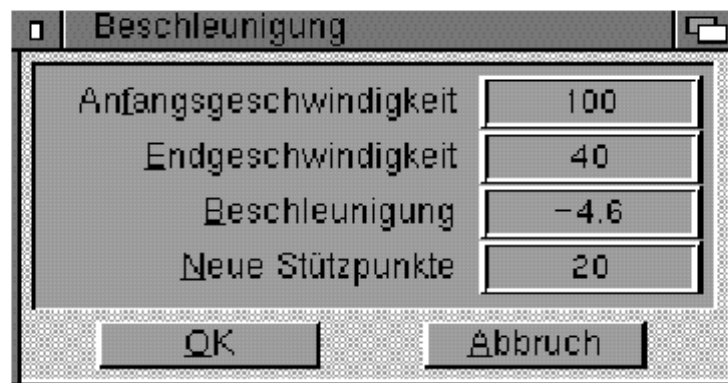 Beschleunigung
Anfangsgeschwindigkeit 100
Endgeschwindigkeit 40
Beschleunigung -4.6
Neue Stützpunkte 20
OK Abbruch